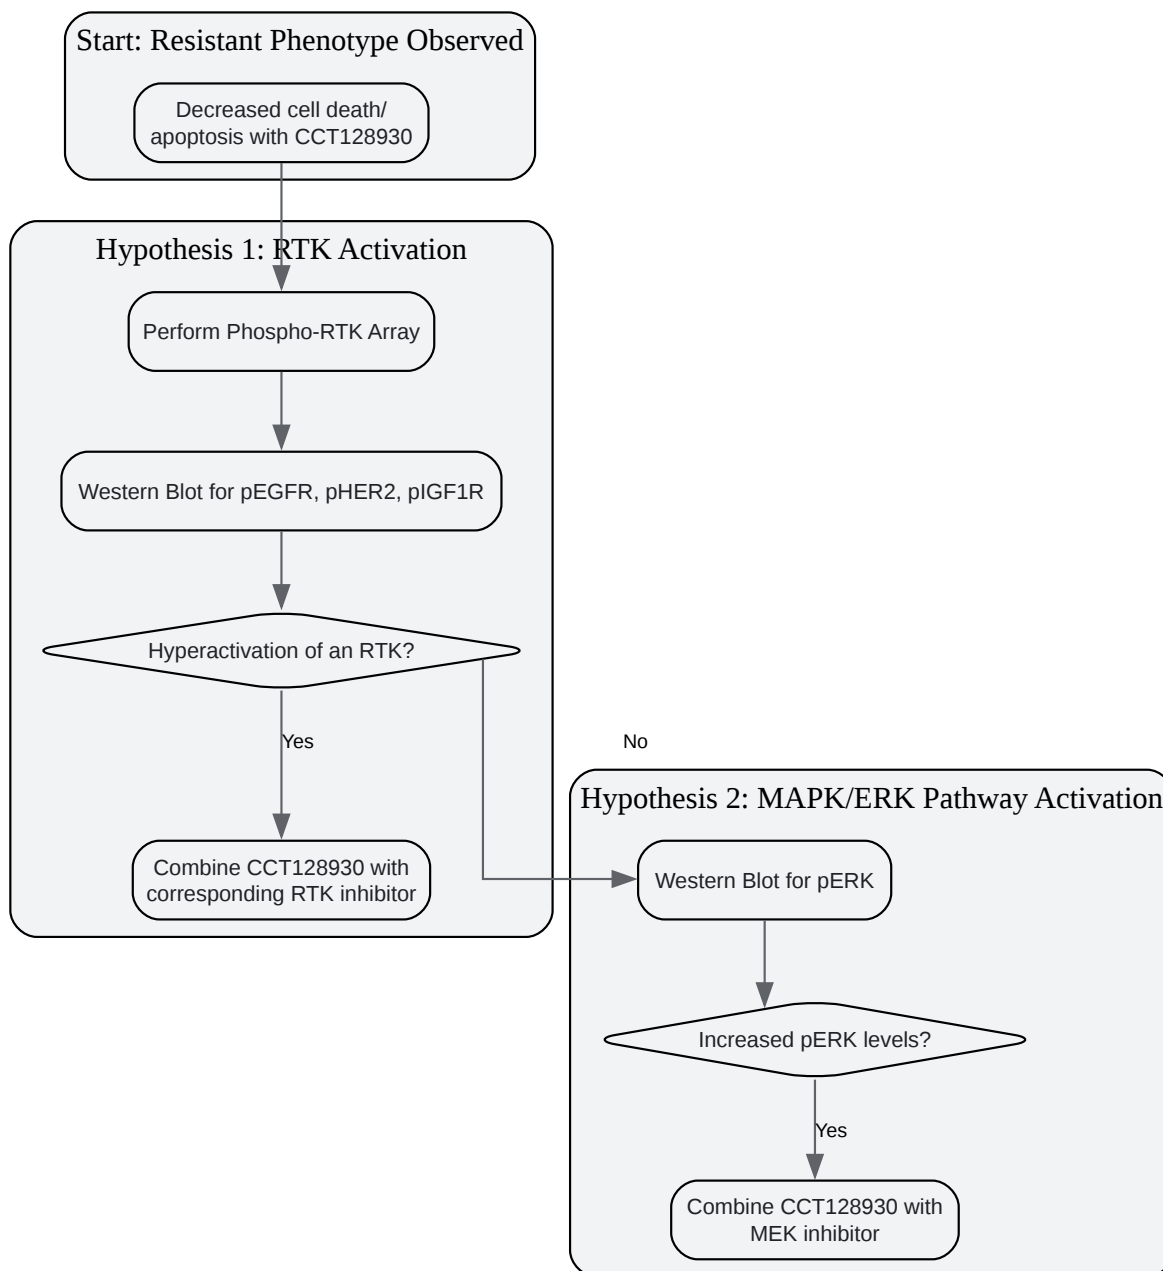 Start: Resistant Phenotype Observed
Decreased cell death/
apoptosis with CCT128930
Hypothesis 1: RTK Activation
Perform Phospho-RTK Array
Western Blot for pEGFR, pHER2, pIGF1R
Hyperactivation of an RTK?
Yes
No
Combine CCT128930 with
corresponding RTK inhibitor
Hypothesis 2: MAPK/ERK Pathway Activation
Western Blot for pERK
Increased pERK levels?
Yes
Combine CCT128930 with
MEK inhibitor